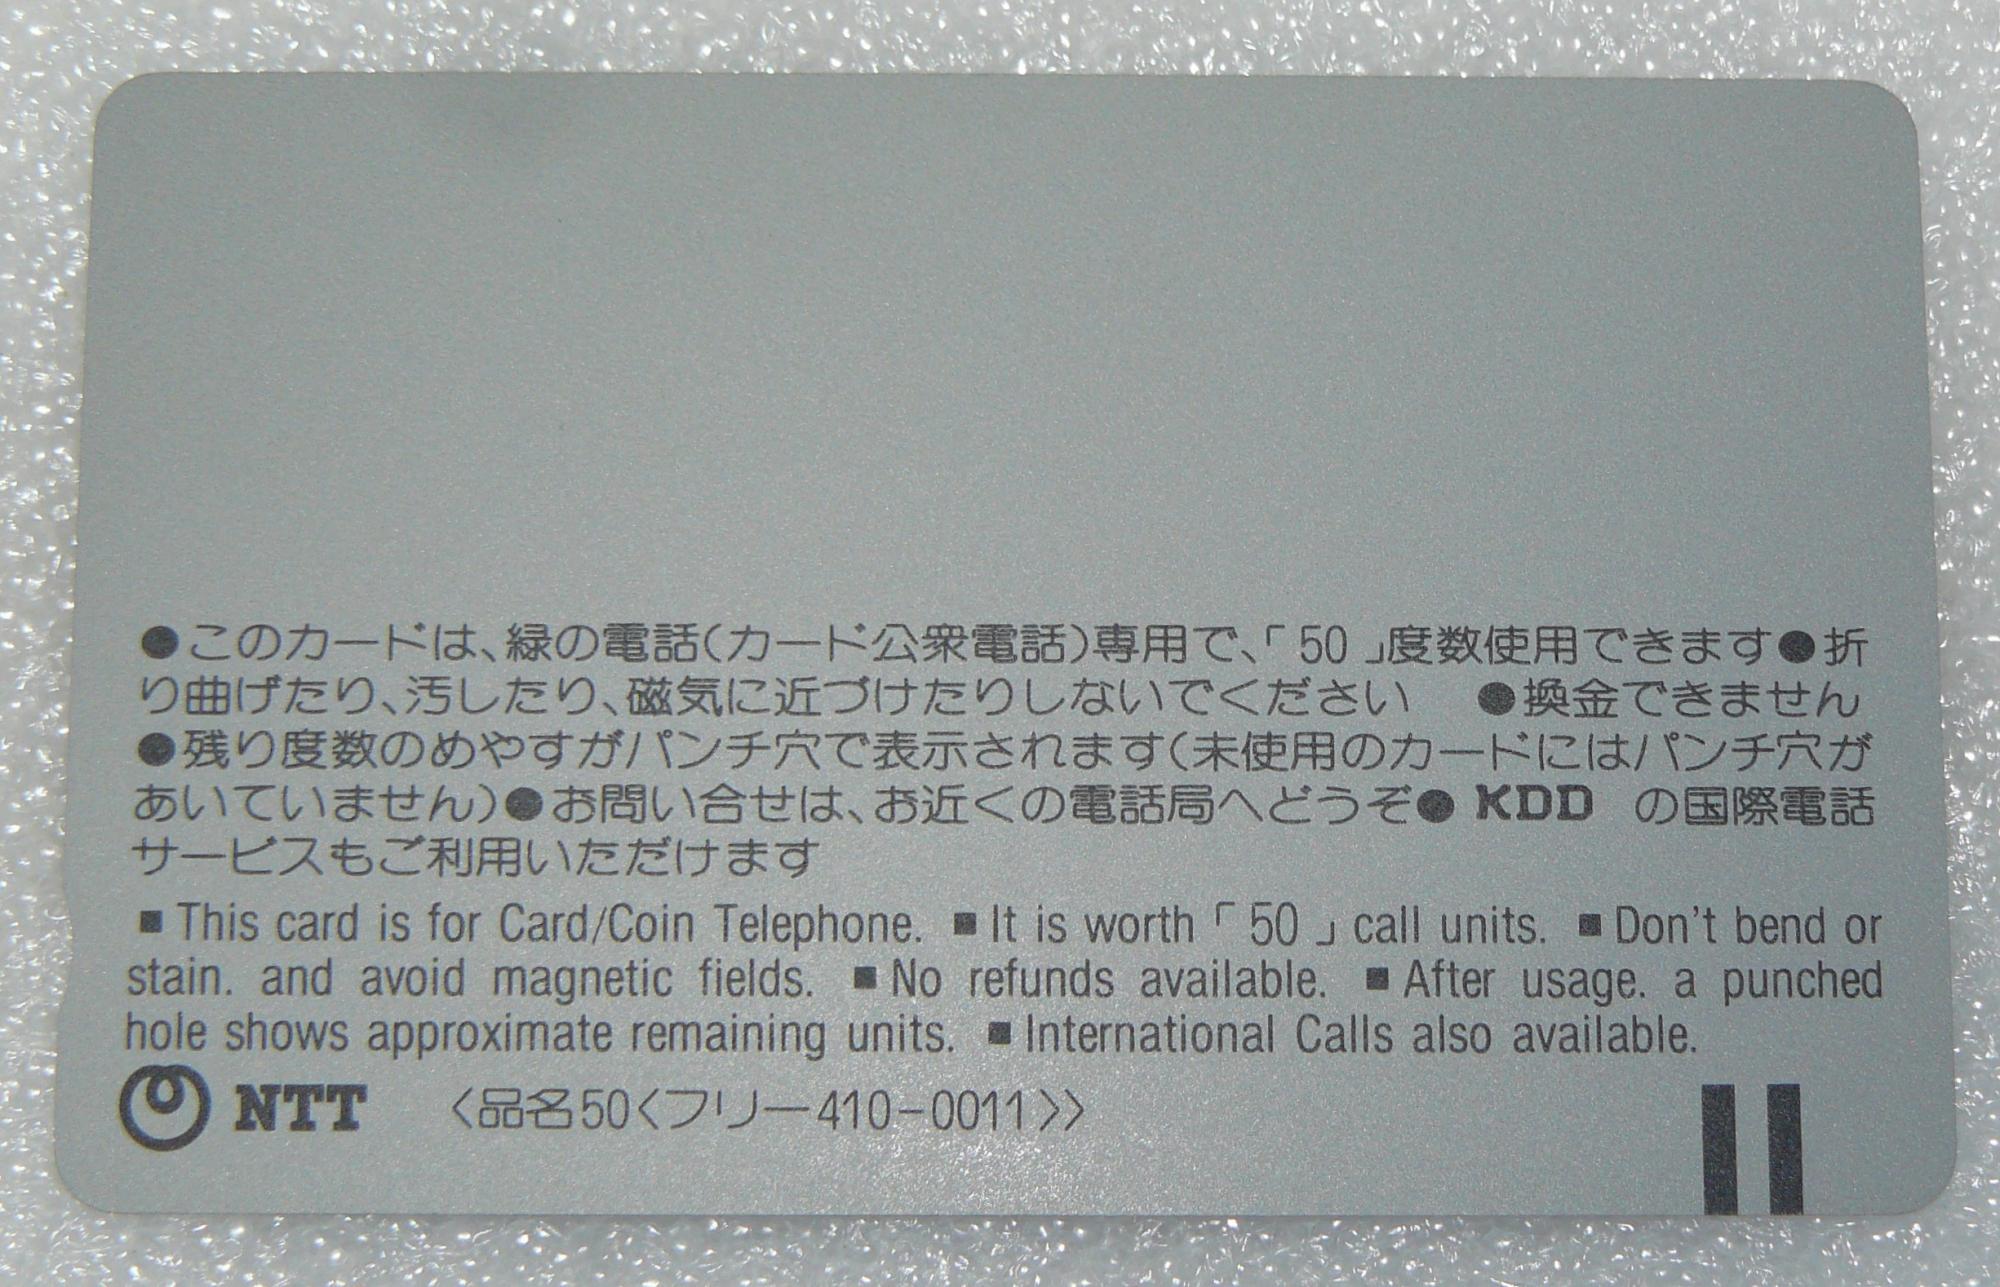 ●このカードは、緑の電話(カード公衆電話)専用で、「50」度数使用できます●折
り曲げたり、汚したり、磁気に近づけたりしないでください　●換金できません
●残り度数のめやすがパンチ穴で表示されます(未使用のカードにはパンチ穴が
あいていません)●お問い合せは、お近くの電話局へどうぞ● KDD の国際電話
サービスもご利用いただけます
■This card is for Card/Coin Telephone. ■It is worth「50」call units. ■Don't bend or
stain. and avoid magnetic fields. ■No refunds available. ■After usage. a punched
hole shows approximate remaining units. ■International Calls also available.
NTT 〈品名50〈フリー410-0011〉〉